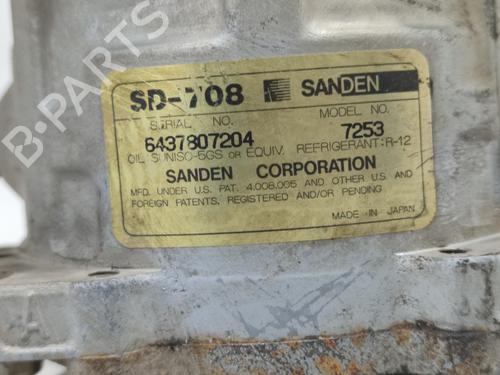 SD-708 SANDEN
SERIAL NO. MODEL NO.
6437807204 7253
OIL SUNISO-5GS OR EQUIV. REFRIGERANT:R-12
SANDEN CORPORATION
MFD. UNDER U.S. PAT. 4.008.005 AND OTHER U.S. AND
FOREIGN PATENTS, REGISTERED AND/OR PENDING
MADE IN JAPAN
B-PARTS